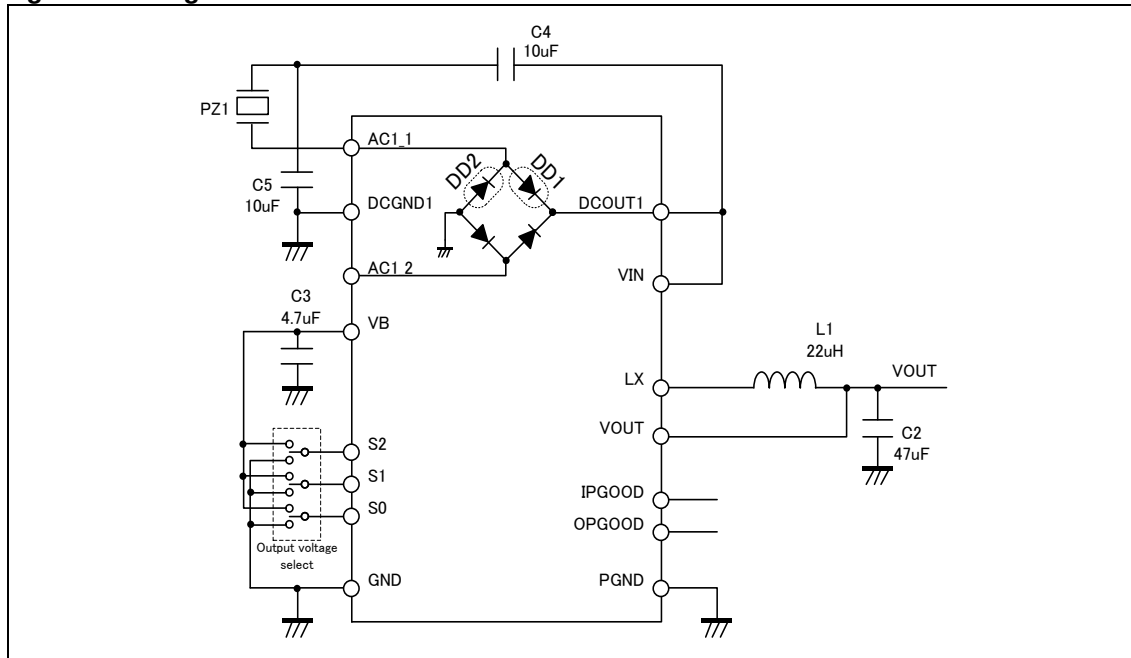 C4
10uF
PZ1
AC1_1
DD2
DD1
C5
10uF
DCGND1
DCOUT1
AC1_2
VIN
C3
4.7uF
VB
L1
22uH
LX
VOUT
VOUT
C2
47uF
S2
S1
S0
IPGOOD
OPGOOD
Output voltage
select
GND
PGND